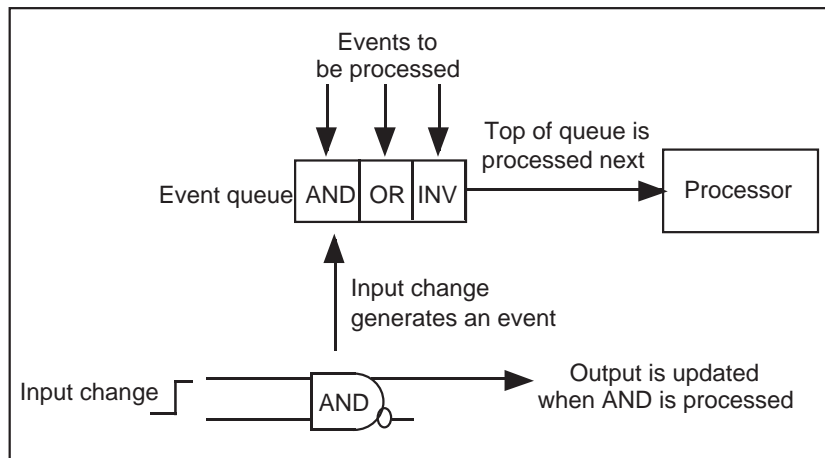 Events to
be processed
Top of queue is
processed next
Event queue
AND
OR
INV
Processor
Input change
generates an event
Input change
AND
Output is updated
when AND is processed